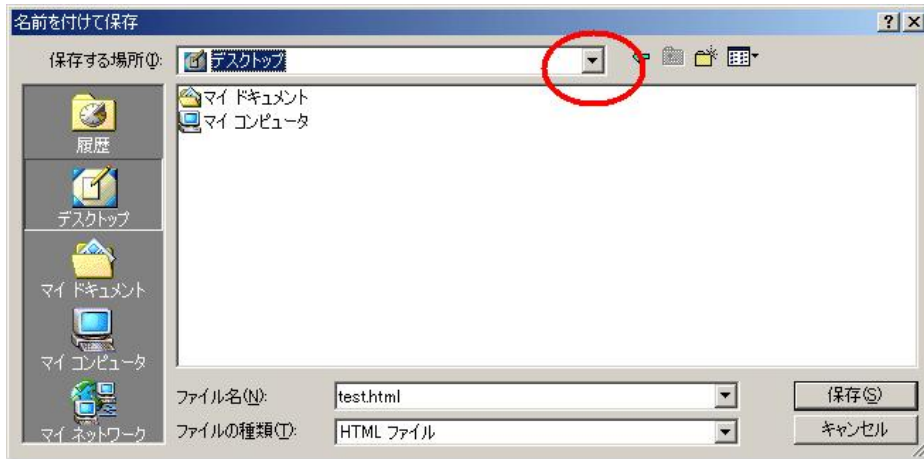 名前を付けて保存
保存する場所(I):
デスクトップ
マイ ドキュメント
マイ コンピュータ
履歴
デスクトップ
マイ ドキュメント
マイ コンピュータ
マイ ネットワーク
ファイル名(N):
test.html
保存(S)
ファイルの種類(T):
HTML ファイル
キャンセル